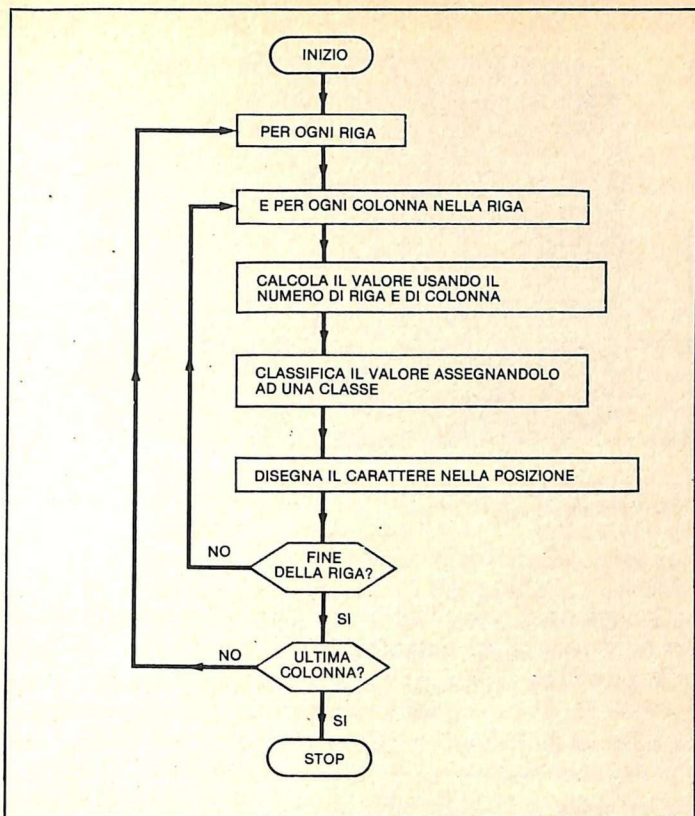 INIZIO
PER OGNI RIGA
E PER OGNI COLONNA NELLA RIGA
CALCOLA IL VALORE USANDO IL
NUMERO DI RIGA E DI COLONNA
CLASSIFICA IL VALORE ASSEGNANDOLO
AD UNA CLASSE
DISEGNA IL CARATTERE NELLA POSIZIONE
NO
FINE
DELLA RIGA?
SI
NO
ULTIMA
COLONNA?
SI
STOP